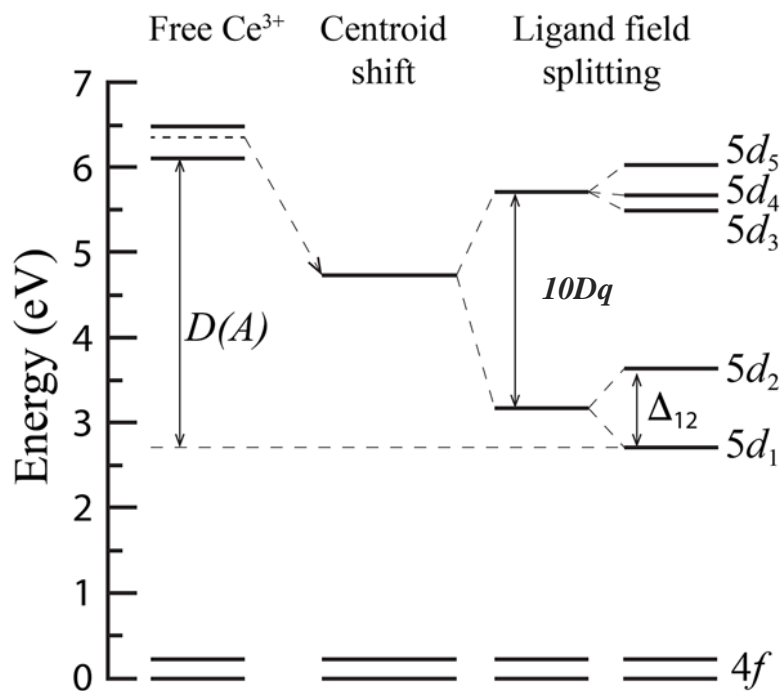 Free Ce³⁺
Centroid shift
Ligand field splitting
Energy (eV)
7
6
5
4
3
2
1
0
D(A)
10Dq
Δ₁₂
5d₅
5d₄
5d₃
5d₂
5d₁
4f